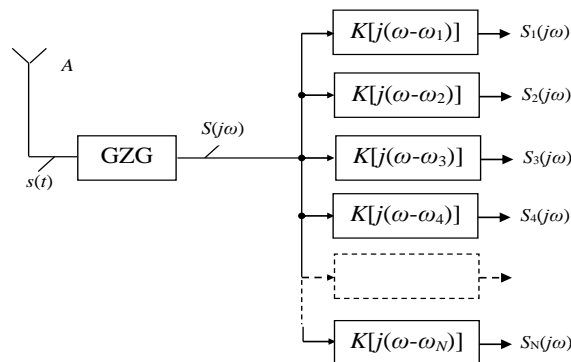 A
s(t)
GZG
S(jω)
K[j(ω-ω1)]
S1(jω)
K[j(ω-ω2)]
S2(jω)
K[j(ω-ω3)]
S3(jω)
K[j(ω-ω4)]
S4(jω)
K[j(ω-ωN)]
SN(jω)